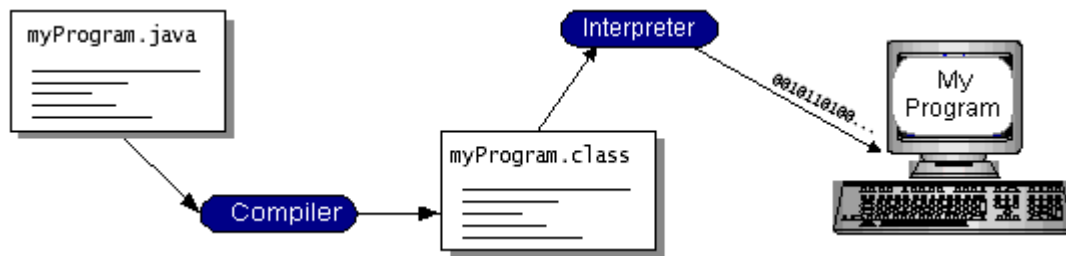 myProgram.java
Compiler
myProgram.class
Interpreter
0010110100...
My
Program